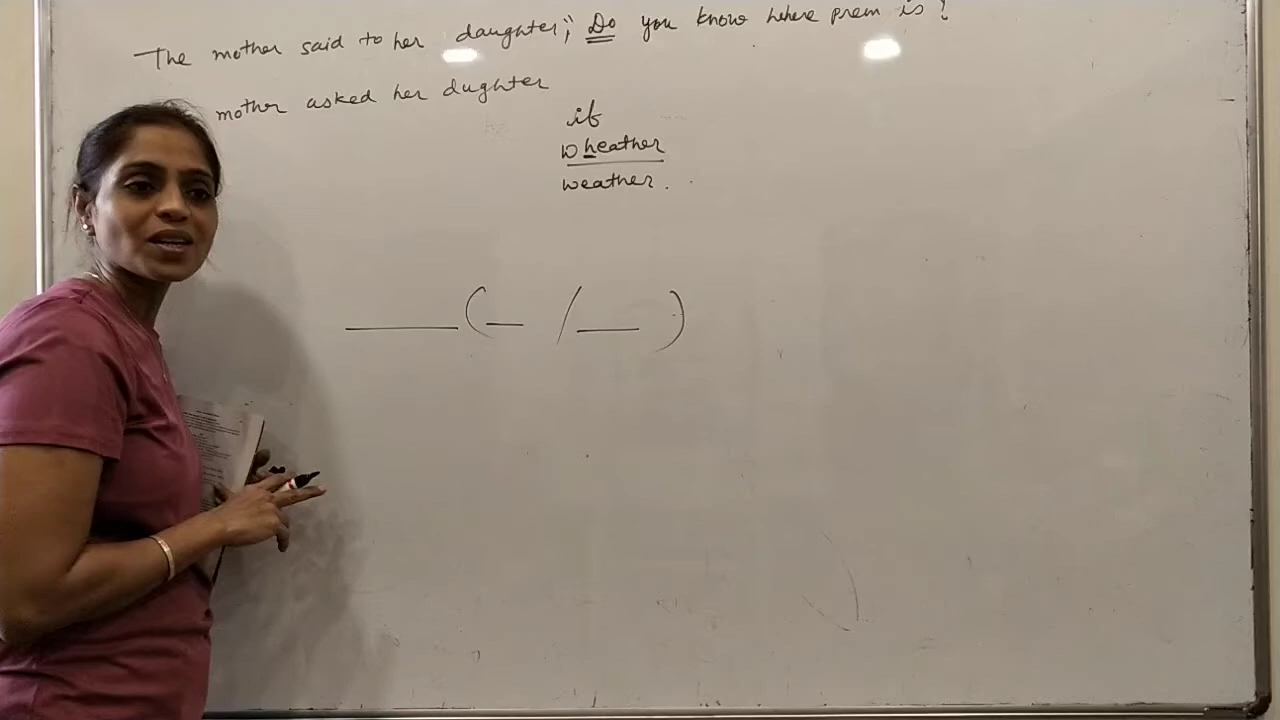 The mother said to her daughter," Do you know where prem is?
mother asked her dughter
if
wheather
weather.